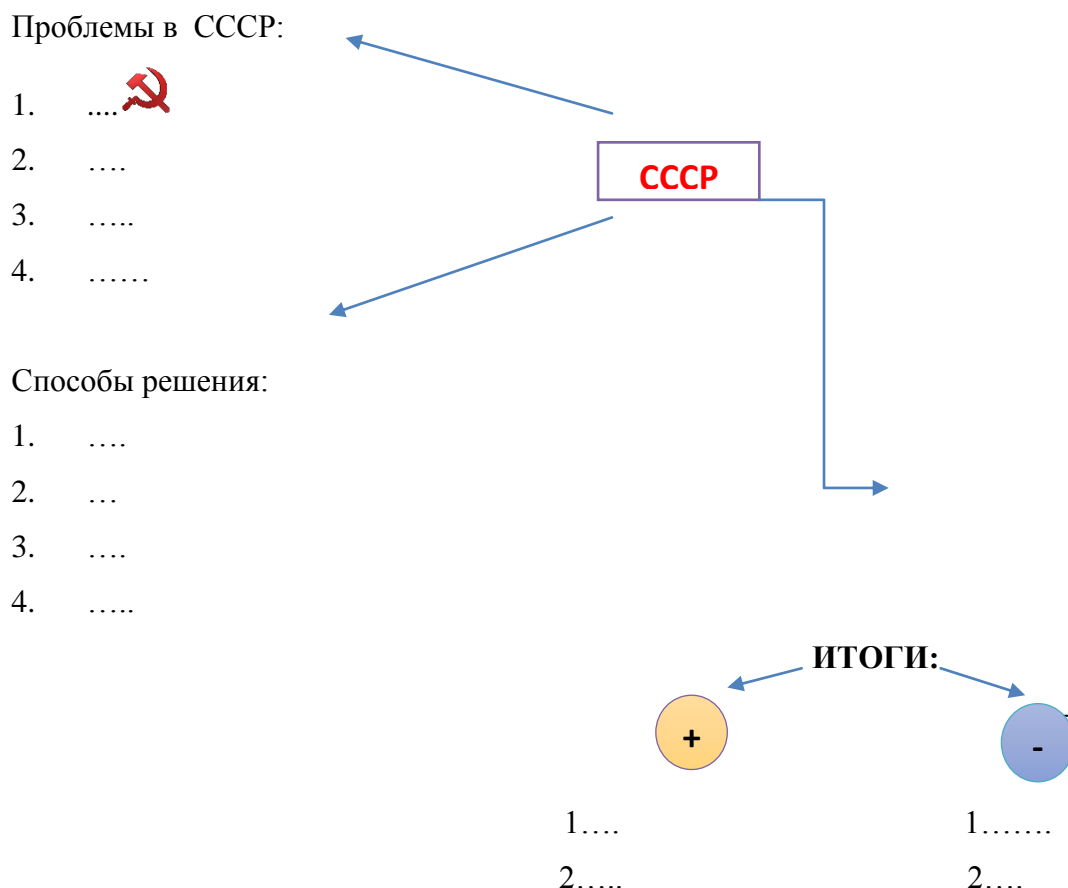 Проблемы в СССР:
1. ....
2. ….
3. …..
4. ……
СССР
Способы решения:
1. ….
2. …
3. ….
4. …..
ИТОГИ:
+ -
1…. 1…….
2….. 2….